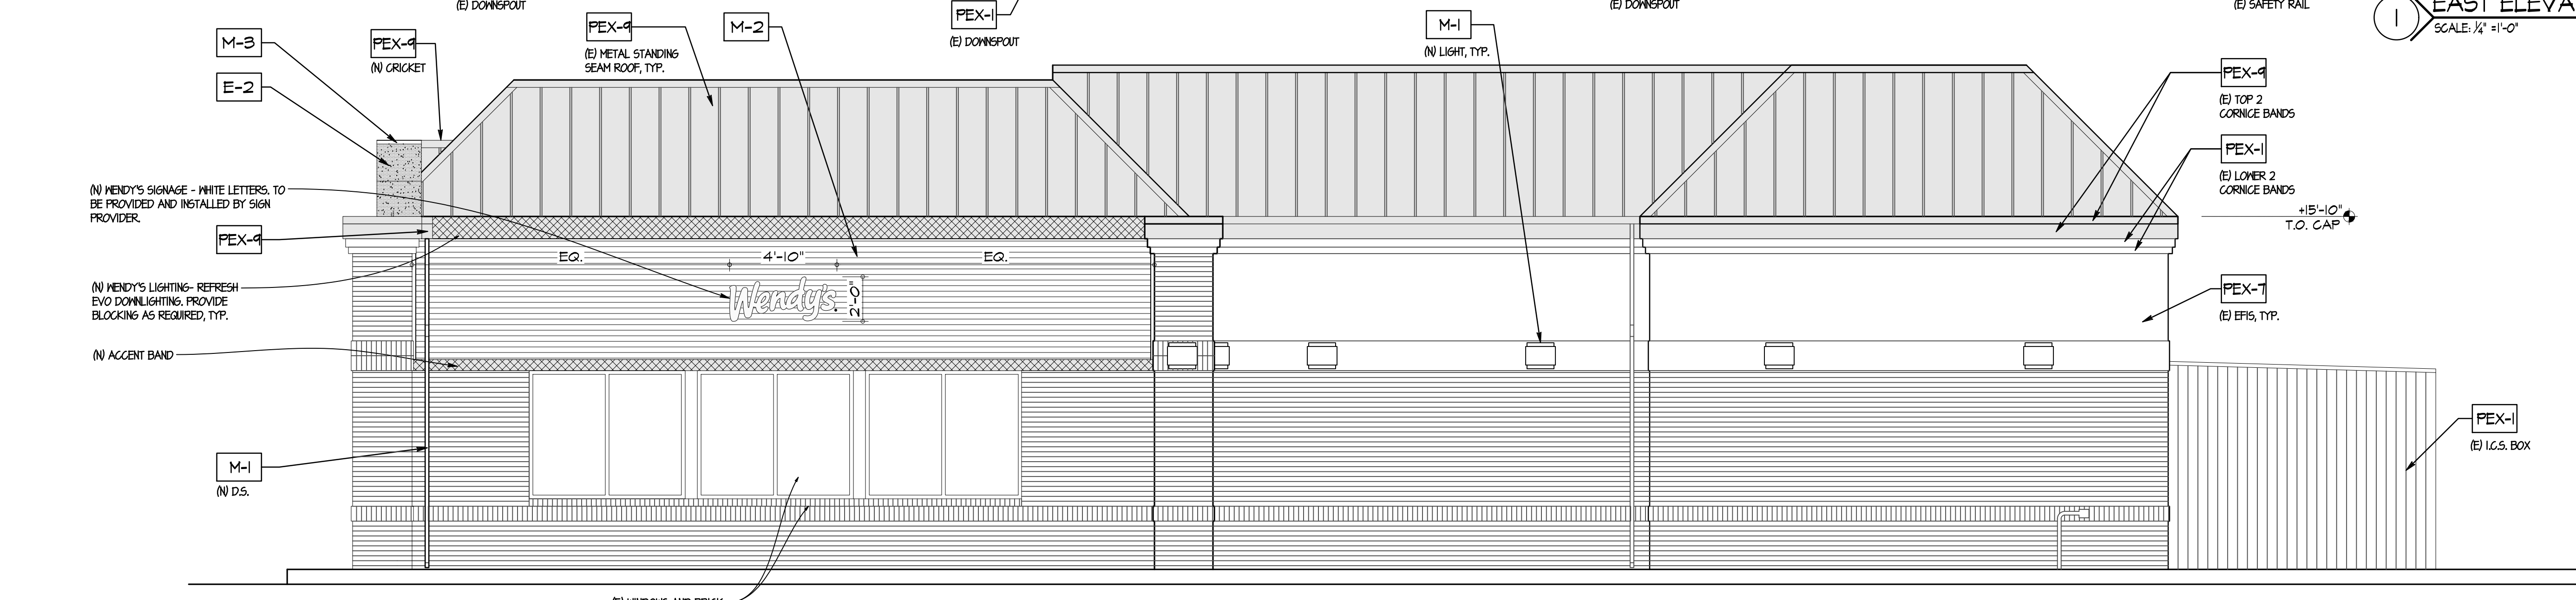 (E) DOWNSPOUT
(E) DOWNSPOUT
(E) SAFETY RAIL
1
SCALE: 1/4" =1'-0"
M-3
PEX-9
(N) CRICKET
PEX-9
(E) METAL STANDING
SEAM ROOF, TYP.
M-2
PEX-1
(E) DOWNSPOUT
M-1
(N) LIGHT, TYP.
PEX-9
(E) TOP 2
CORNICE BANDS
E-2
PEX-1
(E) LOWER 2
CORNICE BANDS
(N) WENDY'S SIGNAGE - WHITE LETTERS. TO
BE PROVIDED AND INSTALLED BY SIGN
PROVIDER.
+15'-10"
T.O. CAP
PEX-9
EQ.
4'-10"
EQ.
Wendy's.
2'-0"
(N) WENDY'S LIGHTING- REFRESH
EVO DOWNLIGHTING. PROVIDE
BLOCKING AS REQUIRED, TYP.
PEX-7
(E) EFIS, TYP.
(N) ACCENT BAND
PEX-1
(E) I.C.S. BOX
M-1
(N) D.S.